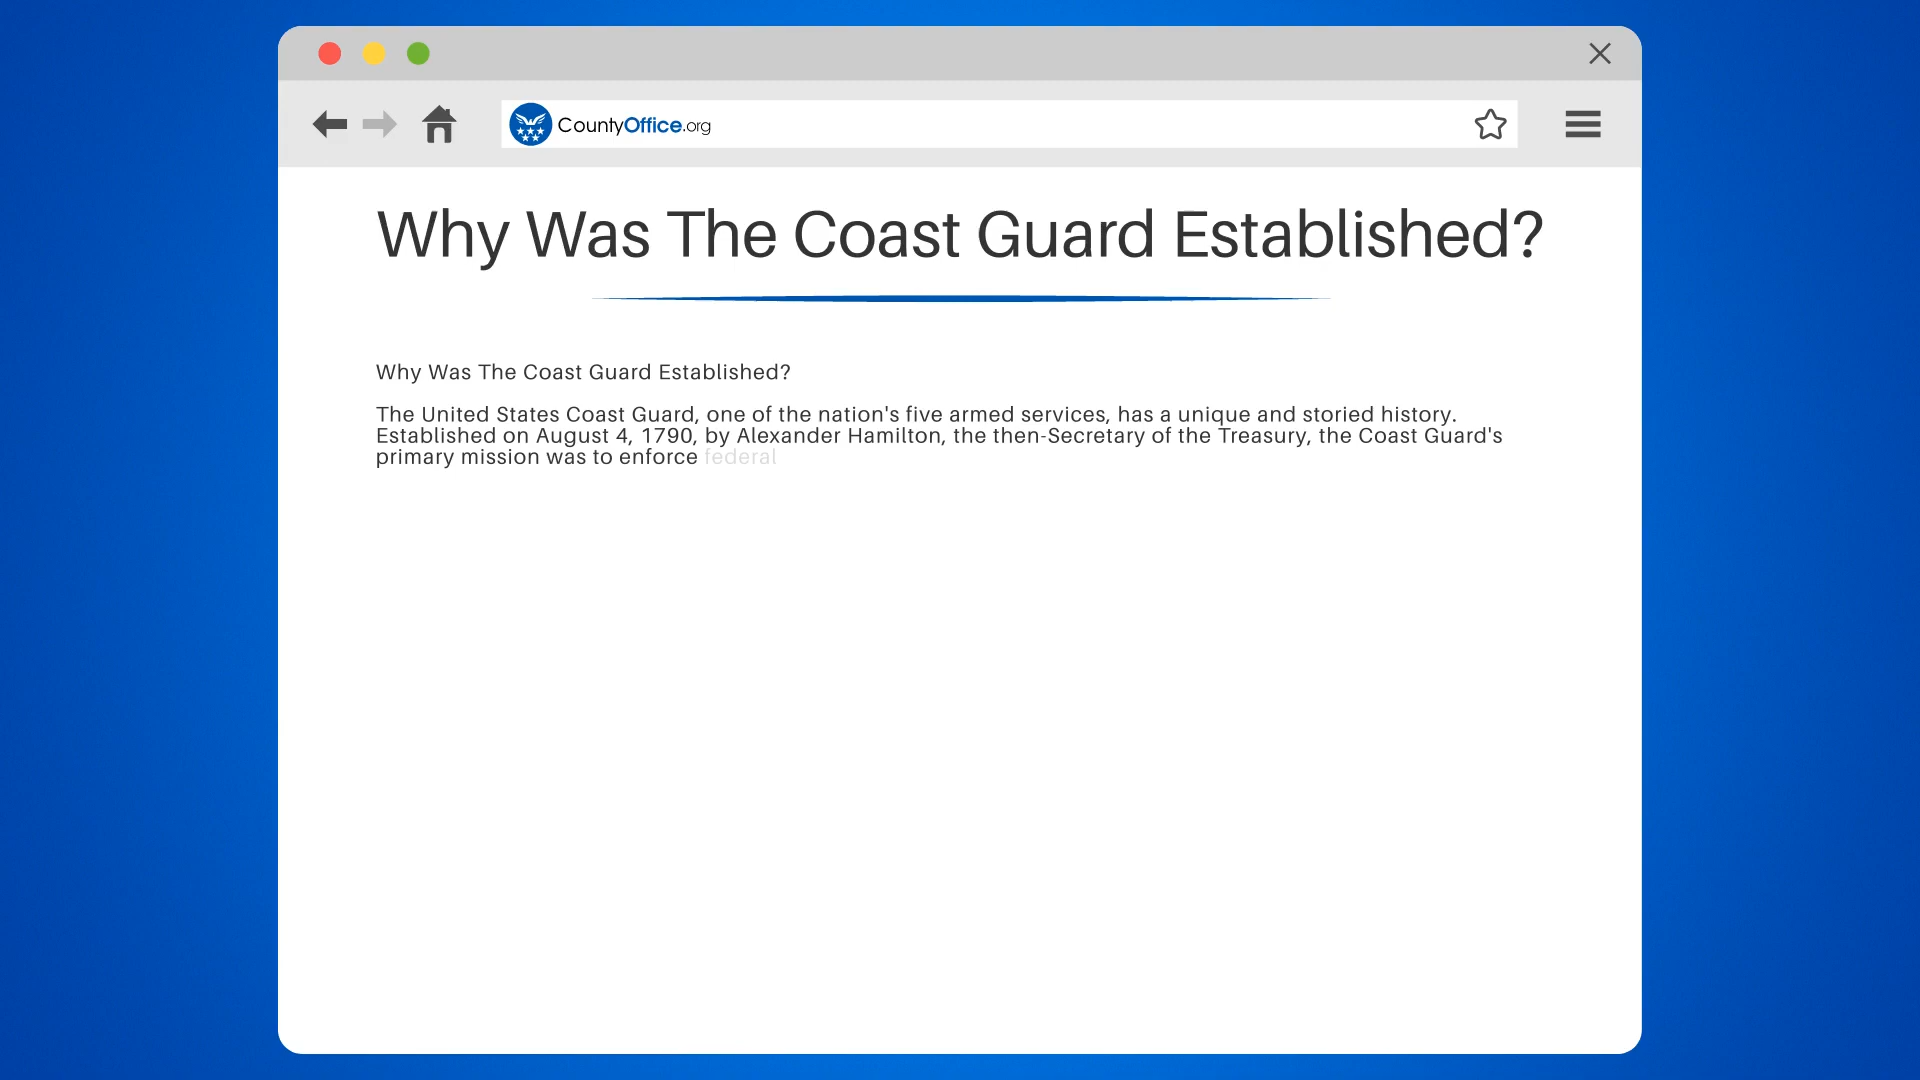 CountyOffice.org
Why Was The Coast Guard Established?
Why Was The Coast Guard Established?
The United States Coast Guard, one of the nation's five armed services, has a unique and storied history.
Established on August 4, 1790, by Alexander Hamilton, the then-Secretary of the Treasury, the Coast Guard's
primary mission was to enforce federal